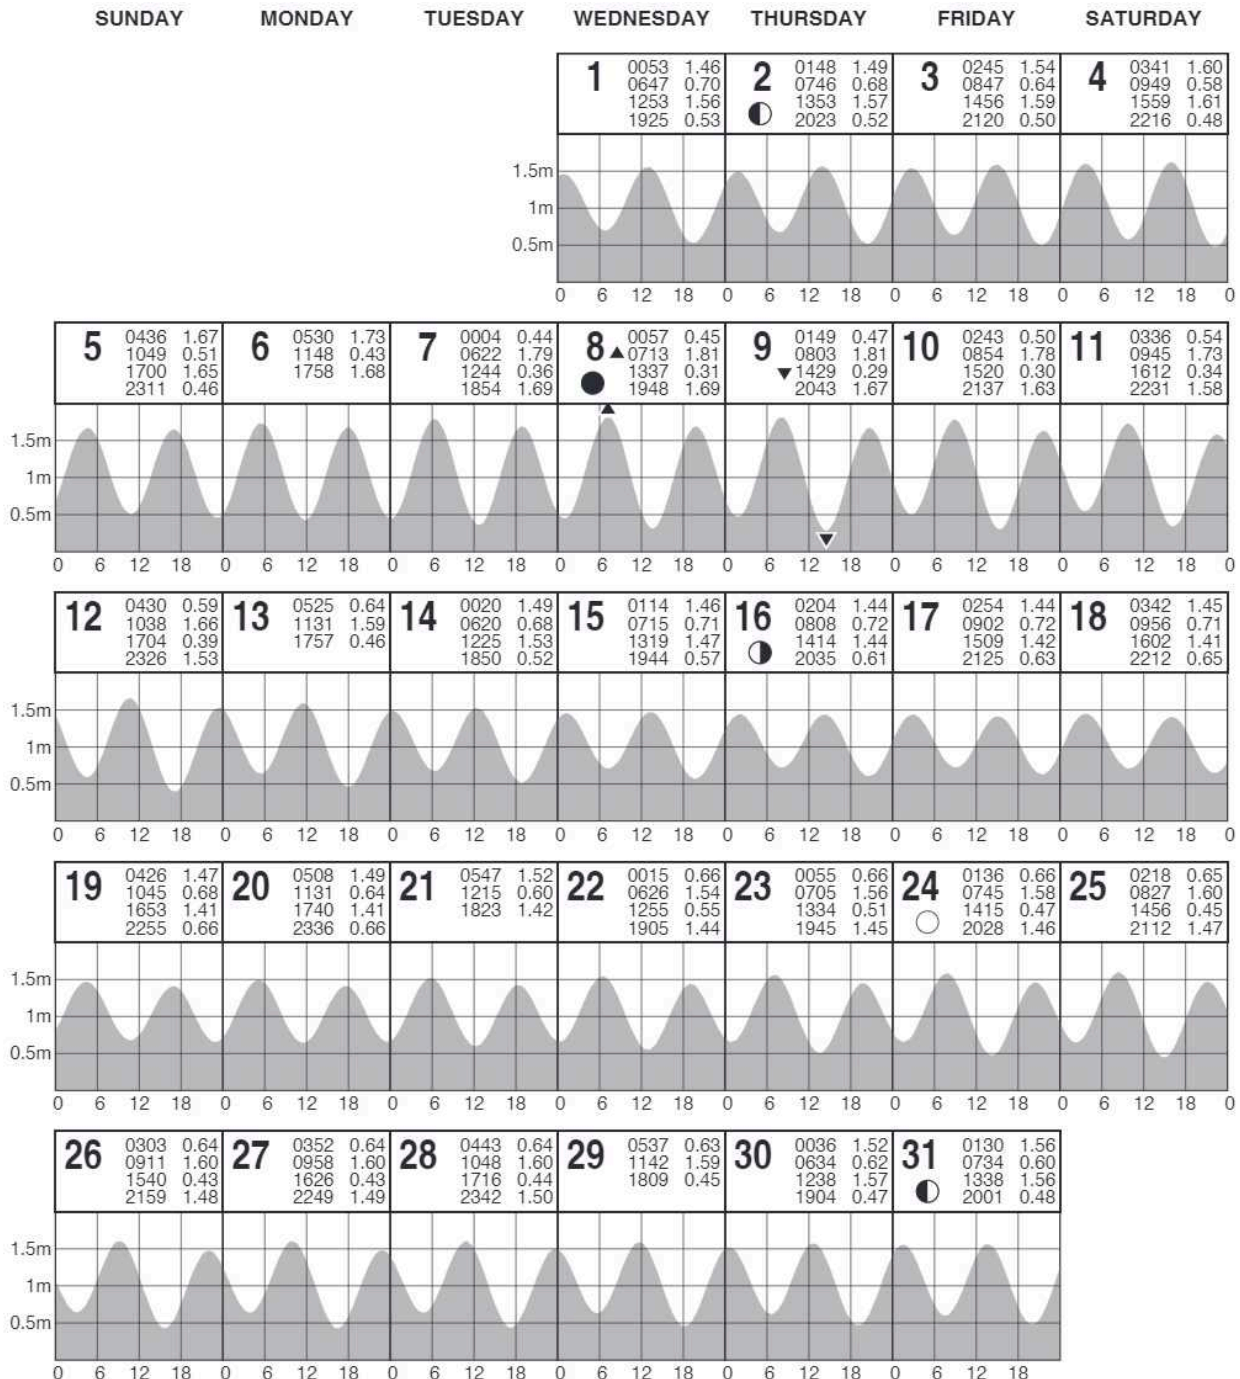 SUNDAY MONDAY TUESDAY WEDNESDAY THURSDAY FRIDAY SATURDAY
1 0053 1.46 2 0148 1.49 3 0245 1.54 4 0341 1.60
0647 0.70 0746 0.68 0847 0.64 0949 0.58
1253 1.56 1353 1.57 1456 1.59 1559 1.61
1925 0.53 2023 0.52 2120 0.50 2216 0.48
1.5m
1m
0.5m
0 6 12 18 0 6 12 18 0 6 12 18 0 6 12 18 0
5 0436 1.67 6 0530 1.73 7 0004 0.44 8 0057 0.45 9 0149 0.47 10 0243 0.50 11 0336 0.54
1049 0.51 1148 0.43 0622 1.79 ▲0713 1.81 0803 1.81 0854 1.78 0945 1.73
1700 1.65 1758 1.68 1244 0.36 1337 0.31 ▼1429 0.29 1520 0.30 1612 0.34
2311 0.46 1854 1.69 1948 1.69 2043 1.67 2137 1.63 2231 1.58
1.5m
1m
0.5m
0 6 12 18 0 6 12 18 0 6 12 18 0 6 12 18 0 6 12 18 0 6 12 18 0 6 12 18 0
12 0430 0.59 13 0525 0.64 14 0020 1.49 15 0114 1.46 16 0204 1.44 17 0254 1.44 18 0342 1.45
1038 1.66 1131 1.59 0620 0.68 0715 0.71 0808 0.72 0902 0.72 0956 0.71
1704 0.39 1757 0.46 1225 1.53 1319 1.47 1414 1.44 1509 1.42 1602 1.41
2326 1.53 1850 0.52 1944 0.57 2035 0.61 2125 0.63 2212 0.65
1.5m
1m
0.5m
0 6 12 18 0 6 12 18 0 6 12 18 0 6 12 18 0 6 12 18 0 6 12 18 0 6 12 18 0
19 0426 1.47 20 0508 1.49 21 0547 1.52 22 0015 0.66 23 0055 0.66 24 0136 0.66 25 0218 0.65
1045 0.68 1131 0.64 1215 0.60 0626 1.54 0705 1.56 0745 1.58 0827 1.60
1653 1.41 1740 1.41 1823 1.42 1255 0.55 1334 0.51 1415 0.47 1456 0.45
2255 0.66 2336 0.66 1905 1.44 1945 1.45 2028 1.46 2112 1.47
1.5m
1m
0.5m
0 6 12 18 0 6 12 18 0 6 12 18 0 6 12 18 0 6 12 18 0 6 12 18 0 6 12 18 0
26 0303 0.64 27 0352 0.64 28 0443 0.64 29 0537 0.63 30 0036 1.52 31 0130 1.56
0911 1.60 0958 1.60 1048 1.60 1142 1.59 0634 0.62 0734 0.60
1540 0.43 1626 0.43 1716 0.44 1809 0.45 1238 1.57 1338 1.56
2159 1.48 2249 1.49 2342 1.50 1904 0.47 2001 0.48
1.5m
1m
0.5m
0 6 12 18 0 6 12 18 0 6 12 18 0 6 12 18 0 6 12 18 0 6 12 18